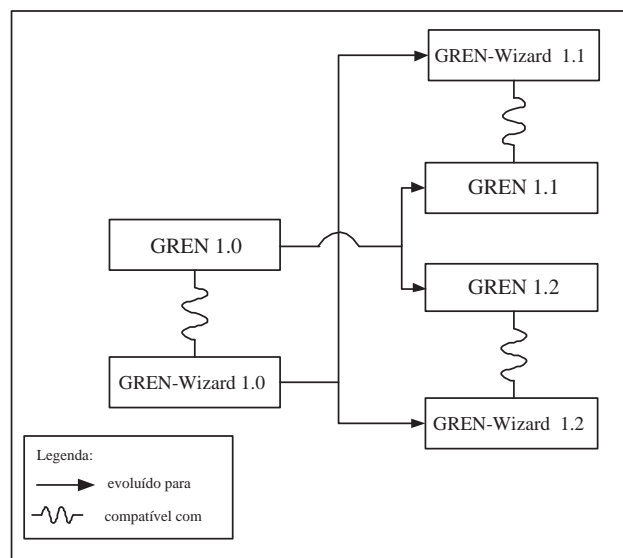 GREN-Wizard 1.1
GREN 1.1
GREN 1.0
GREN 1.2
GREN-Wizard 1.0
GREN-Wizard 1.2
Legenda:
evoluído para
compatível com